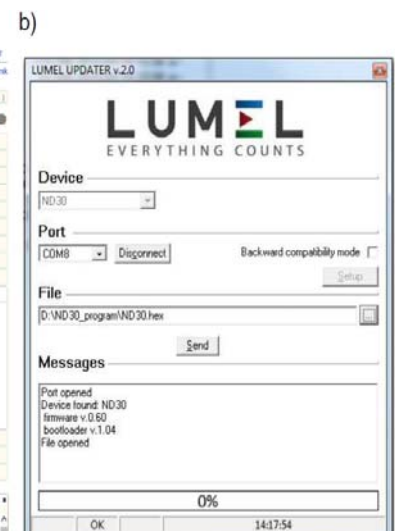 b)
LUMEL UPDATER v.2.0
LUMEL
EVERYTHING COUNTS
Device
ND30
Port
COM8
Disconnect
Backward compatibility mode
Setup
File
D:\ND30_program\ND30.hex
...
Send
Messages
Port opened
Device found: ND30
firmware v.0.60
bootloader v.1.04
File opened
0%
OK
14:17:54